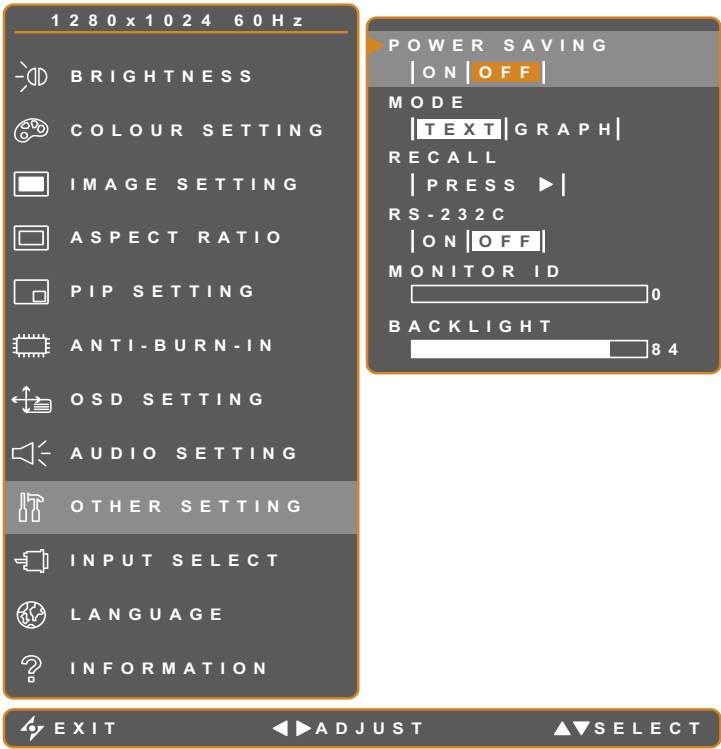 1280x1024 60Hz
BRIGHTNESS
COLOUR SETTING
IMAGE SETTING
ASPECT RATIO
PIP SETTING
ANTI-BURN-IN
OSD SETTING
AUDIO SETTING
OTHER SETTING
INPUT SELECT
LANGUAGE
INFORMATION
POWER SAVING
ON OFF
MODE
TEXT GRAPH
RECALL
PRESS ▶
RS-232C
ON OFF
MONITOR ID
0
BACKLIGHT
84
EXIT ◀▶ADJUST ▲▼SELECT